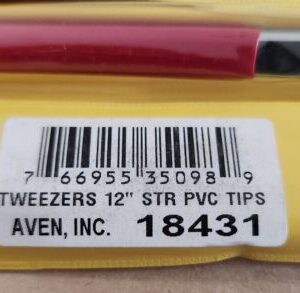 7 66955 35098 9
TWEEZERS 12" STR PVC TIPS
AVEN, INC. 18431